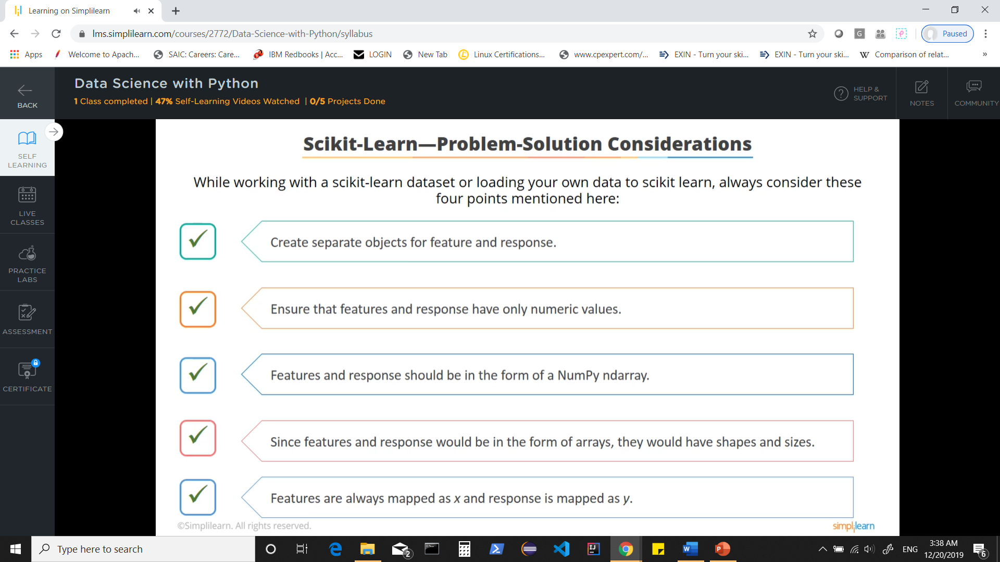 Learning on Simplilearn
lms.simplilearn.com/courses/2772/Data-Science-with-Python/syllabus
G
Paused
Apps
Welcome to Apach...
SAIC: Careers: Care...
IBM Redbooks | Acc...
LOGIN
New Tab
Linux Certifications...
www.cpexpert.com/...
EXIN - Turn your ski...
EXIN - Turn your ski...
W
Comparison of relat...
»
BACK
Data Science with Python
1 Class completed | 47% Self-Learning Videos Watched | 0/5 Projects Done
HELP &
SUPPORT
NOTES
COMMUNITY
SELF
LEARNING
LIVE
CLASSES
PRACTICE
LABS
ASSESSMENT
CERTIFICATE
Scikit-Learn—Problem-Solution Considerations
While working with a scikit-learn dataset or loading your own data to scikit learn, always consider these
four points mentioned here:
Create separate objects for feature and response.
Ensure that features and response have only numeric values.
Features and response should be in the form of a NumPy ndarray.
Since features and response would be in the form of arrays, they would have shapes and sizes.
Features are always mapped as x and response is mapped as y.
©Simplilearn. All rights reserved.
simplilearn
Type here to search
2
IJ
W
P
ENG
3:38 AM
12/20/2019
6